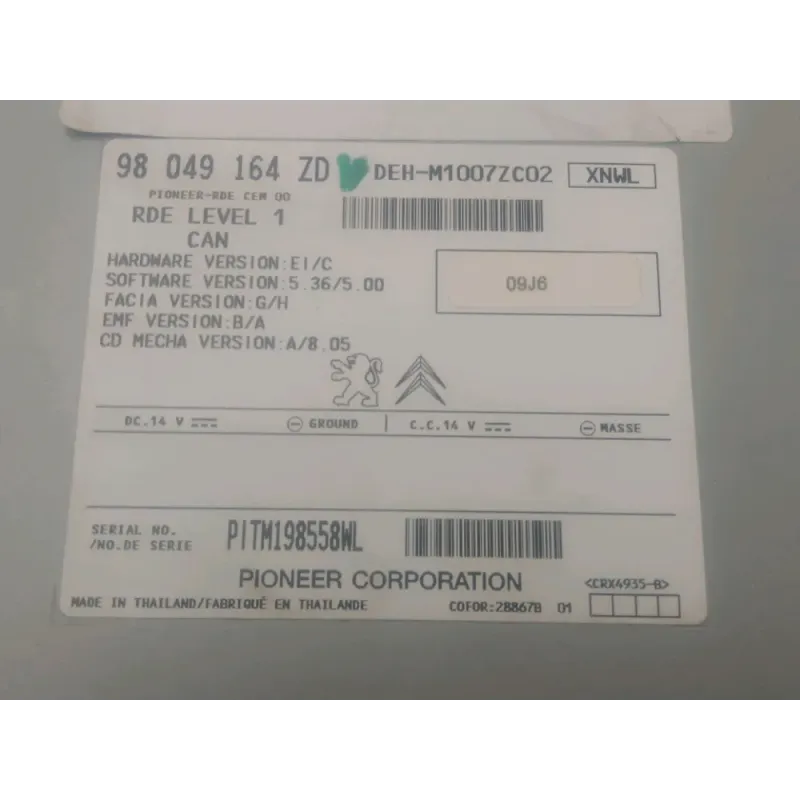 98 049 164 ZD DEH-M1007ZC02 XNWL
PIONEER-RDE CEM 00
RDE LEVEL 1
CAN
HARDWARE VERSION:EI/C
SOFTWARE VERSION:5.36/5.00
09J6
FACIA VERSION:G/H
EMF VERSION:B/A
CD MECHA VERSION:A/8.05
DC.14 V GROUND C.C.14 V MASSE
SERIAL NO.
/NO.DE SERIE
PITM198558WL
PIONEER CORPORATION <CRX4935-B>
MADE IN THAILAND/FABRIQUÉ EN THAILANDE COFOR:28867B 01